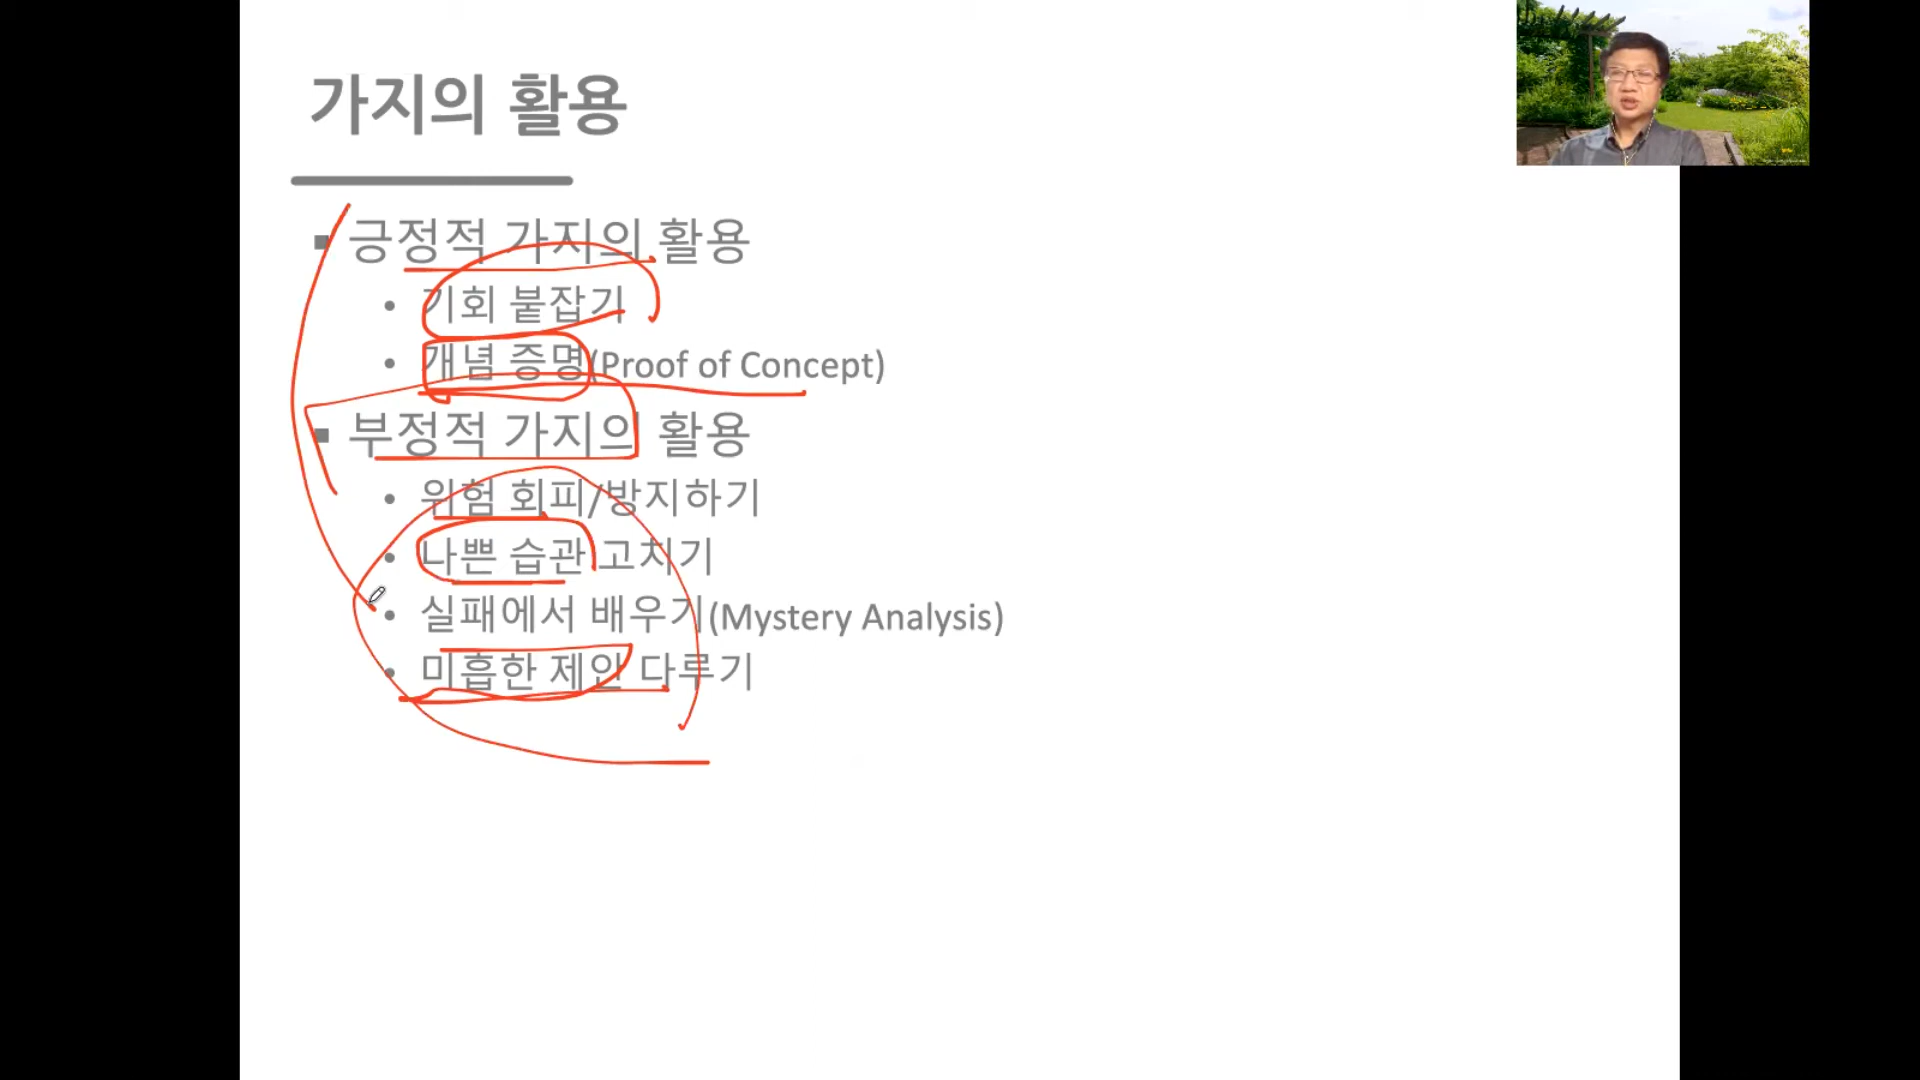 가지의 활용
긍정적 가지의 활용
기회 붙잡기
개념 증명(Proof of Concept)
부정적 가지의 활용
위험 회피/방지하기
나쁜 습관 고치기
실패에서 배우기(Mystery Analysis)
미흡한 제안 다루기